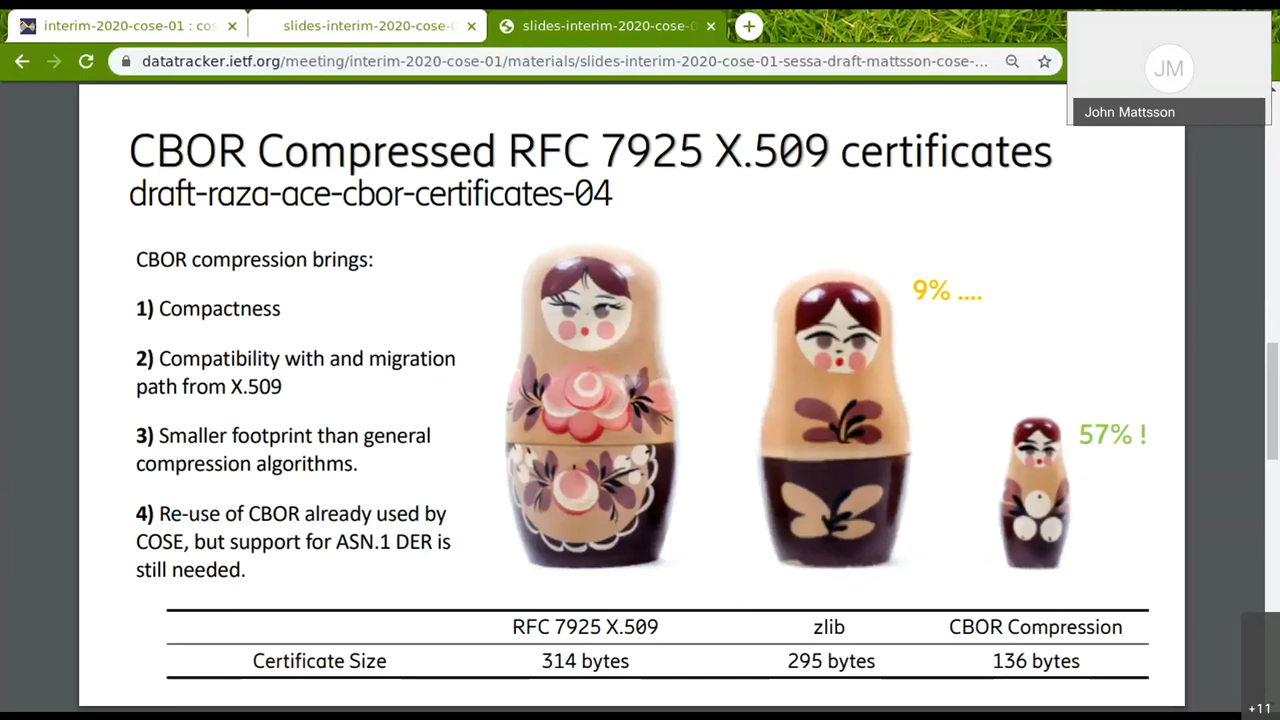 interim-2020-cose-01 : cos
slides-interim-2020-cose-0
slides-interim-2020-cose-0
datatracker.ietf.org/meeting/interim-2020-cose-01/materials/slides-interim-2020-cose-01-sessa-draft-mattsson-cose-...
JM
John Mattsson
CBOR Compressed RFC 7925 X.509 certificates
draft-raza-ace-cbor-certificates-04
CBOR compression brings:
1) Compactness
2) Compatibility with and migration
path from X.509
3) Smaller footprint than general
compression algorithms.
4) Re-use of CBOR already used by
COSE, but support for ASN.1 DER is
still needed.
9% ....
57% !
RFC 7925 X.509 zlib CBOR Compression
Certificate Size 314 bytes 295 bytes 136 bytes
+11